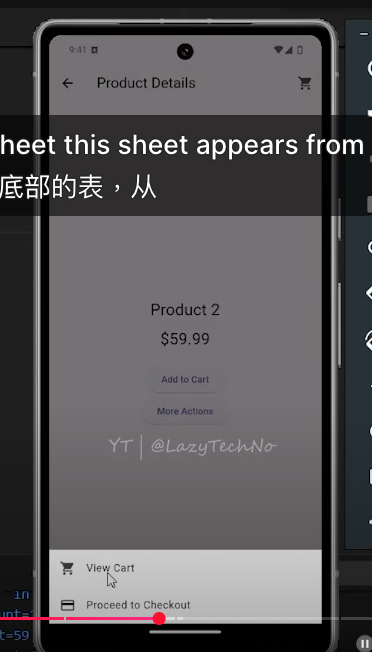 9:41
Product Details
heet this sheet appears from
底部的表，从
Product 2
$59.99
Add to Cart
More Actions
YT | @LazyTechNo
View Cart
in
Proceed to Checkout
t=59